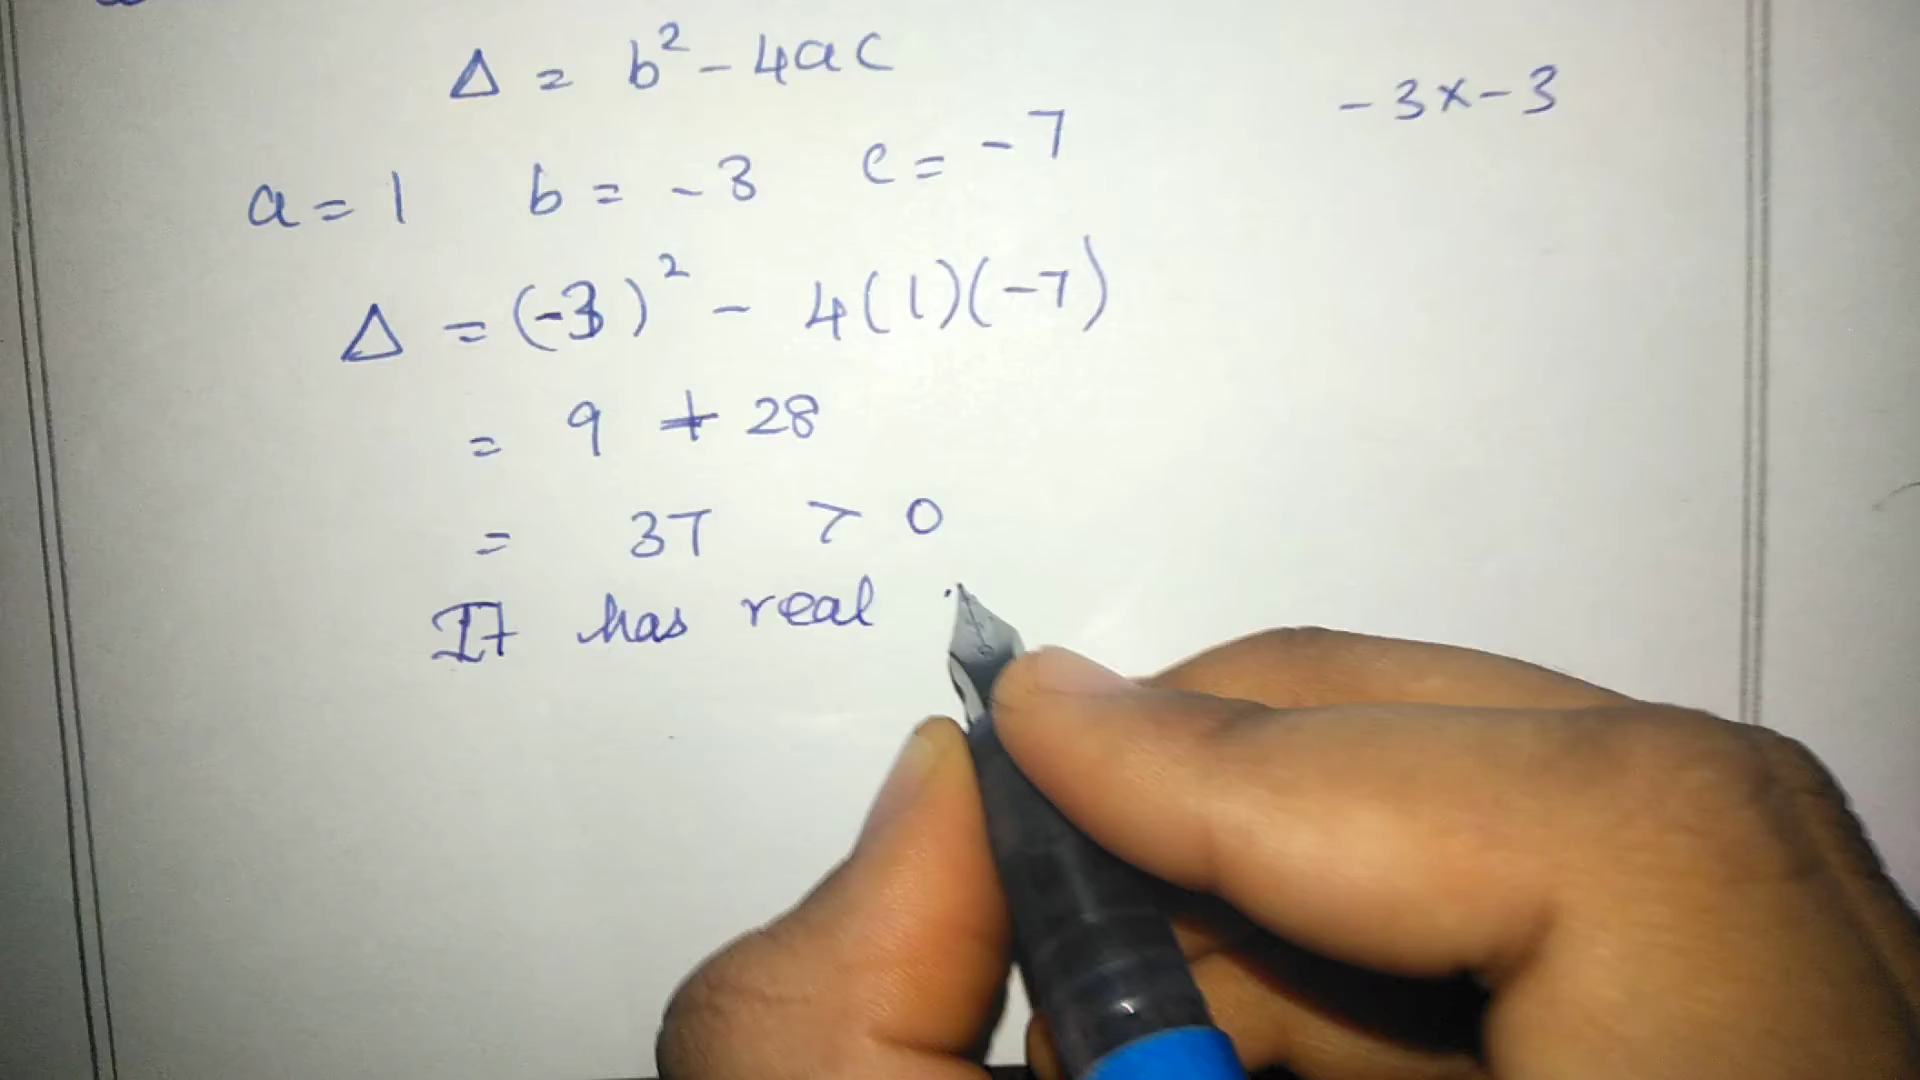 Δ = b² - 4ac
-3x-3
a = 1 b = -3 c = -7
Δ = (-3)² - 4(1)(-7)
= 9 + 28
= 37 > 0
It has real